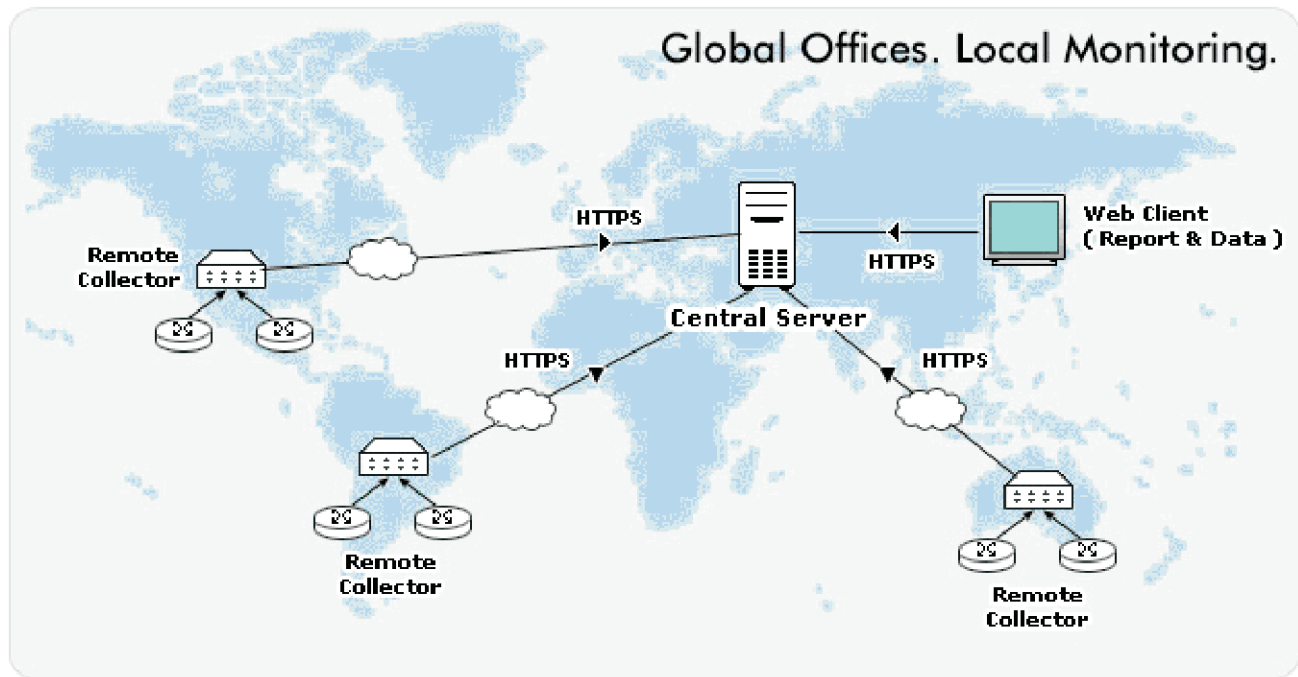 Global Offices. Local Monitoring.
HTTPS
Web Client
( Report & Data )
Remote
Collector
HTTPS
Central Server
HTTPS
HTTPS
Remote
Collector
Remote
Collector